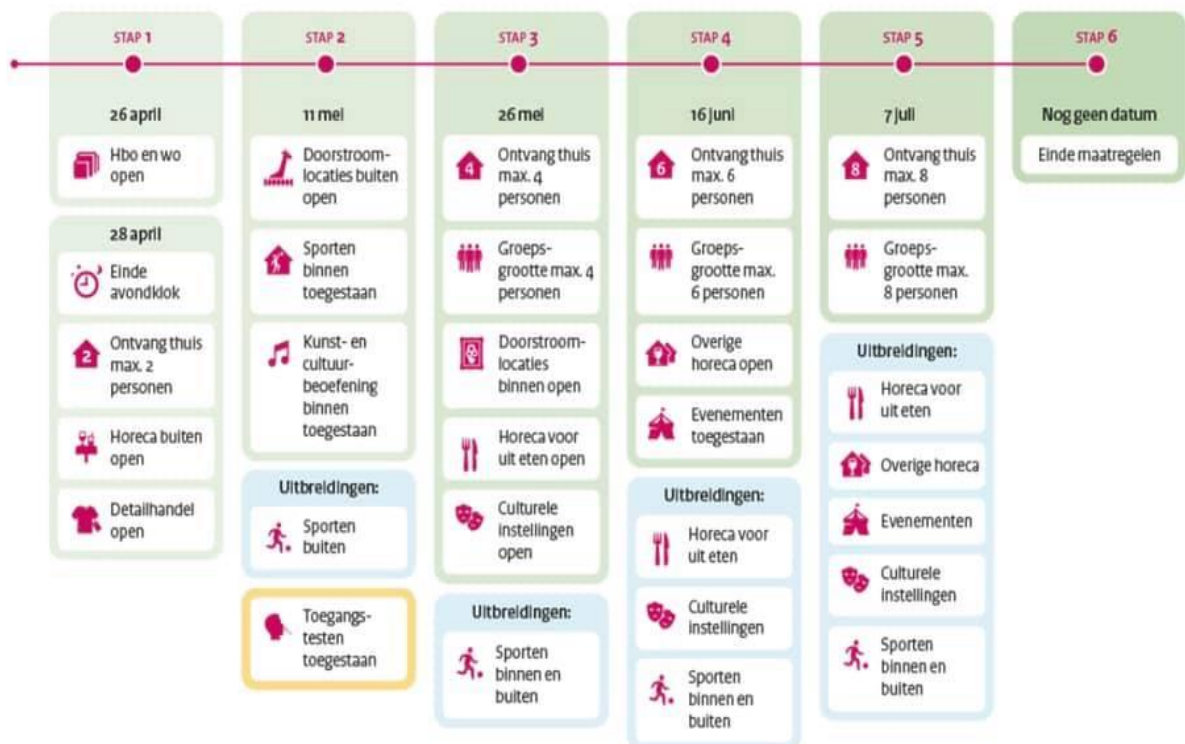 STAP 1
26 april
Hbo en wo
open
28 april
Einde
avondklok
2
Ontvang thuis
max. 2
personen
Horeca buiten
open
Detailhandel
open
STAP 2
11 mei
Doorstroom-
locaties buiten
open
Sporten
binnen
toegestaan
Kunst- en
cultuur-
beoefening
binnen
toegestaan
Uitbreidingen:
Sporten
buiten
Toegangs-
testen
toegestaan
STAP 3
26 mei
4
Ontvang thuis
max. 4
personen
Groeps-
grootte max. 4
personen
Doorstroom-
locaties
binnen open
Horeca voor
uit eten open
Culturele
instellingen
open
Uitbreidingen:
Sporten
binnen en
buiten
STAP 4
16 juni
6
Ontvang thuis
max. 6
personen
Groeps-
grootte max.
6 personen
Overige
horeca open
Evenementen
toegestaan
Uitbreidingen:
Horeca voor
uit eten
Culturele
instellingen
Sporten
binnen en
buiten
STAP 5
7 juli
8
Ontvang thuis
max. 8
personen
Groeps-
grootte max.
8 personen
Uitbreidingen:
Horeca voor
uit eten
Overige horeca
Evenementen
Culturele
instellingen
Sporten
binnen en
buiten
STAP 6
Nog geen datum
Einde maatregelen